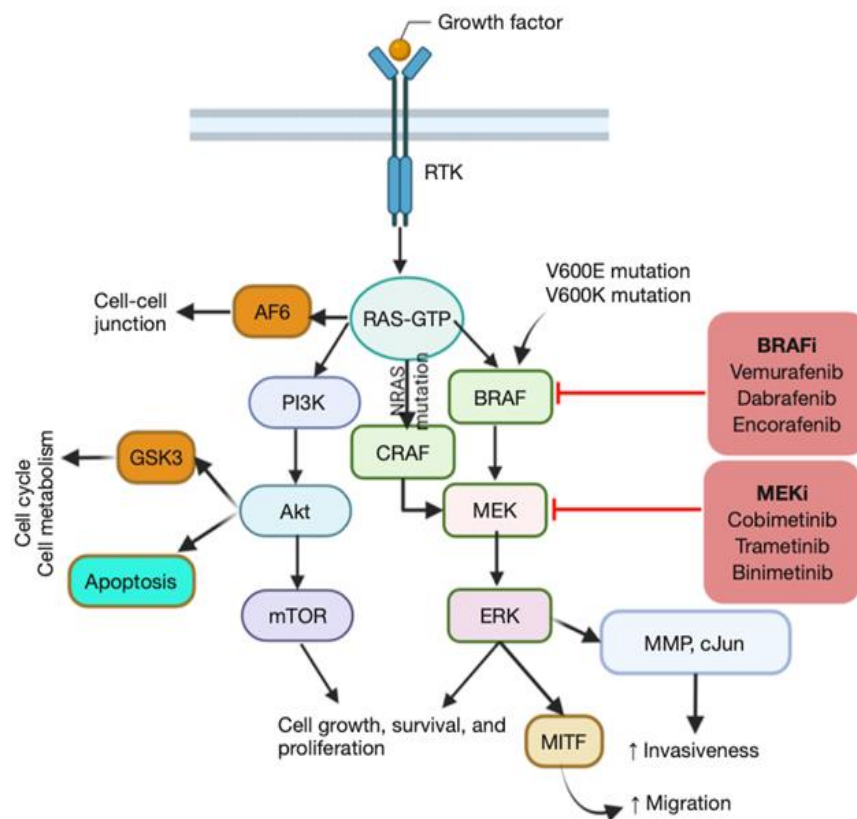 Growth factor
RTK
V600E mutation
V600K mutation
Cell-cell
junction
AF6
RAS-GTP
BRAFi
Vemurafenib
Dabrafenib
Encorafenib
PI3K
NRAS
mutation
BRAF
GSK3
CRAF
Cell cycle
Cell metabolism
Akt
MEK
MEKi
Cobimetinib
Trametinib
Binimetinib
Apoptosis
mTOR
ERK
MMP, cJun
Cell growth, survival, and
proliferation
MITF
↑ Invasiveness
↑ Migration